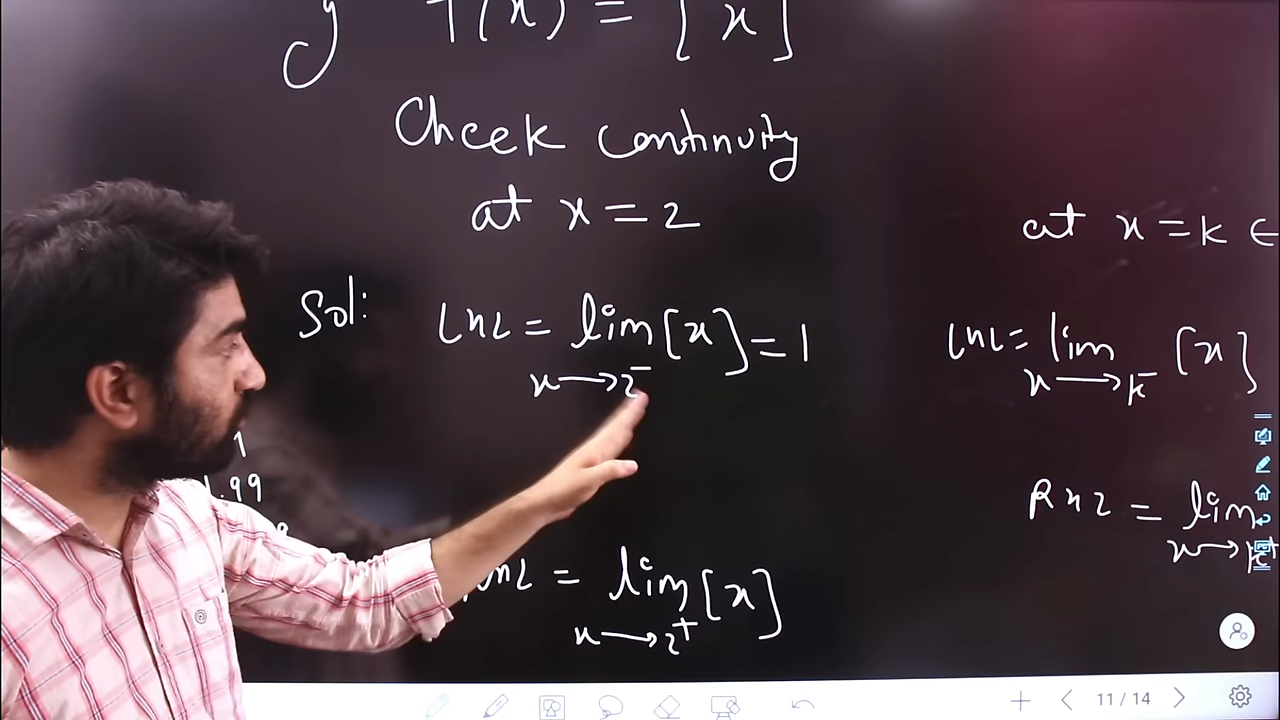 y f(x) = [x]
Check continuity
at x = 2
Sol: LHL = lim [x] = 1
x → 2⁻
1
1.99
RHL = lim [x]
x → 2⁺
at x = k ∈
LHL = lim [x]
x → k⁻
RHL = lim
x → k⁺
11 / 14